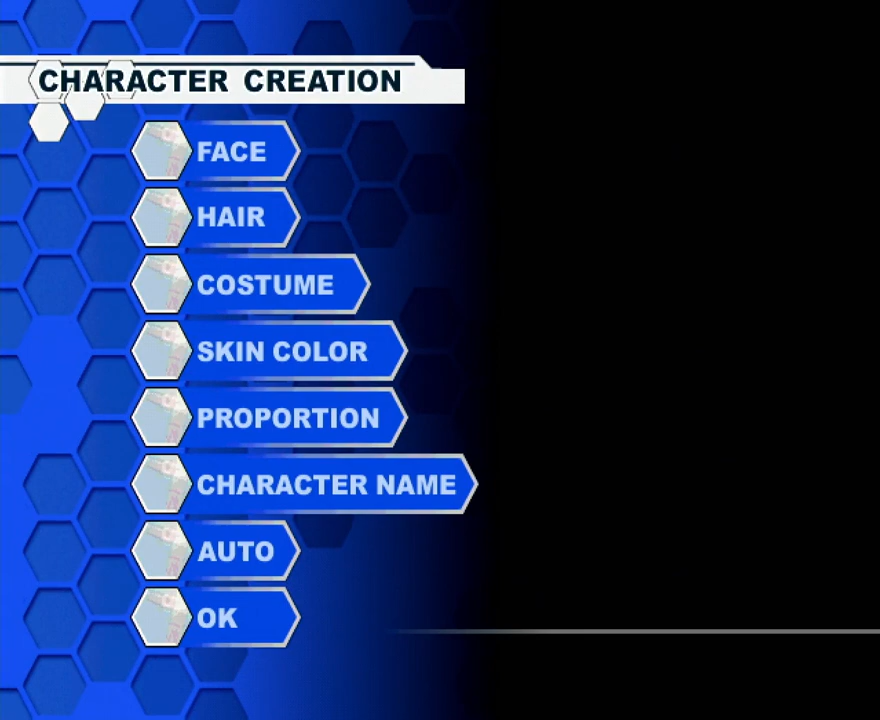 CHARACTER CREATION
FACE
HAIR
COSTUME
SKIN COLOR
PROPORTION
CHARACTER NAME
AUTO
OK